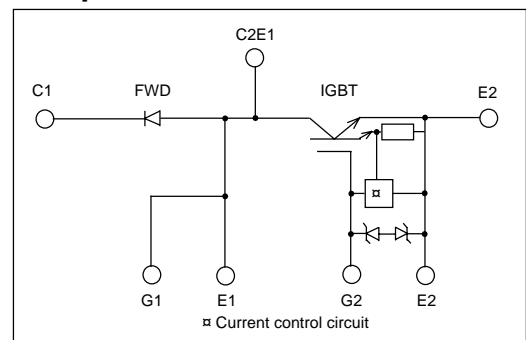 C2E1
C1 FWD IGBT E2
¤
G1 E1 G2 E2
¤ Current control circuit